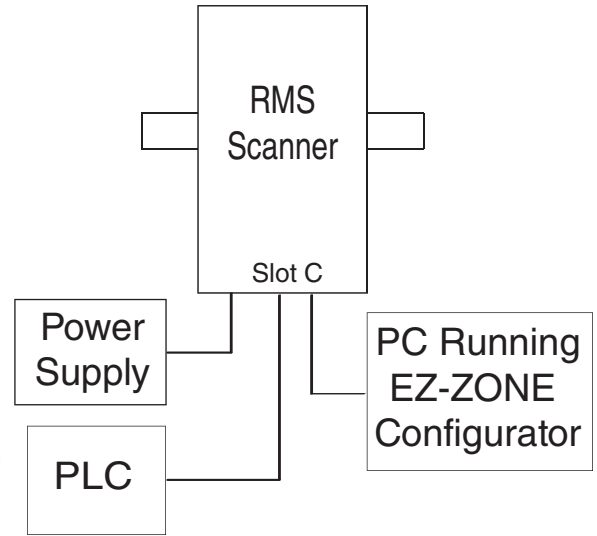 RMS
Scanner
Slot C
Power
Supply
PC Running
EZ-ZONE
Configurator
PLC